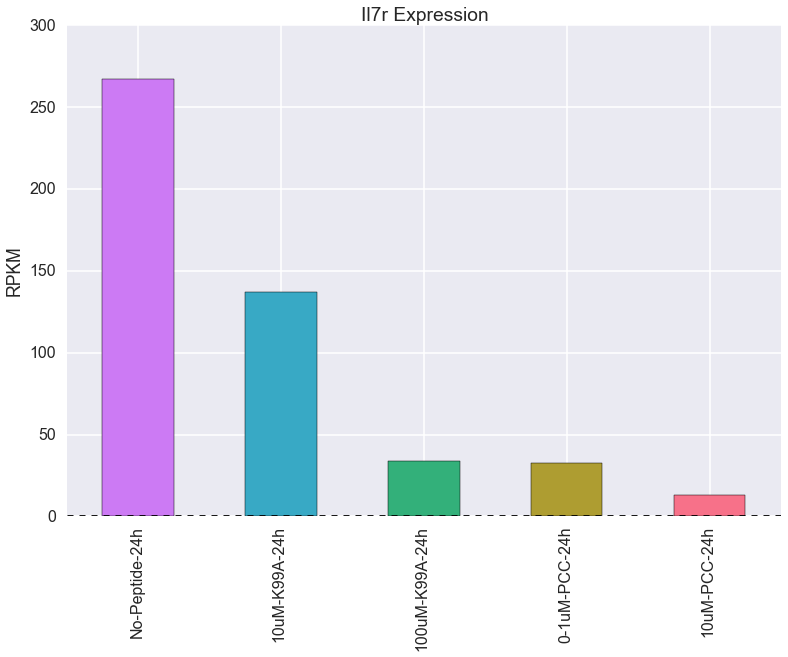 Il7r Expression
RPKM
300
250
200
150
100
50
0
No-Peptide-24h
10uM-K99A-24h
100uM-K99A-24h
0-1uM-PCC-24h
10uM-PCC-24h